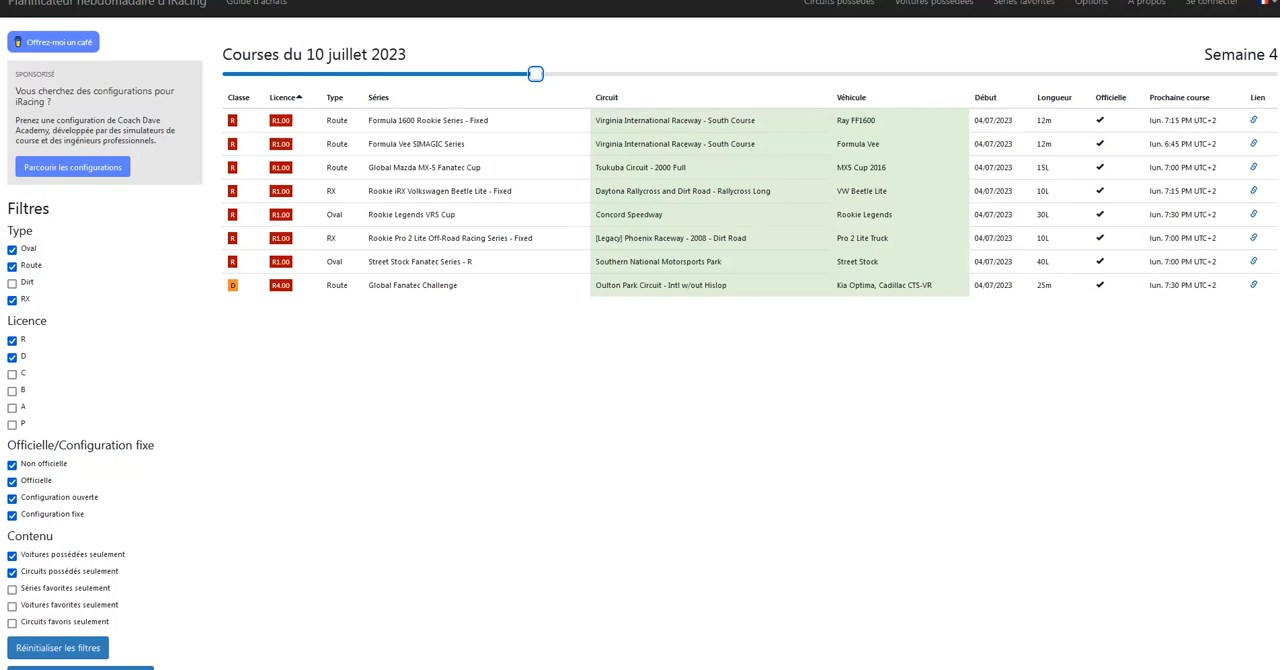 Planificateur hebdomadaire d'iRacing Guide d'achats Circuits possédés Voitures possédées Séries favorites Options À propos Se connecter
Offrez-moi un café
SPONSORISÉ
Vous cherchez des configurations pour
iRacing ?
Prenez une configuration de Coach Dave
Academy, développée par des simulateurs de
course et des ingénieurs professionnels.
Parcourir les configurations
Filtres
Type
Oval
Route
Dirt
RX
Licence
R
D
C
B
A
P
Officielle/Configuration fixe
Non officielle
Officielle
Configuration ouverte
Configuration fixe
Contenu
Voitures possédées seulement
Circuits possédés seulement
Séries favorites seulement
Voitures favorites seulement
Circuits favoris seulement
Réinitialiser les filtres
Courses du 10 juillet 2023 Semaine 4
Classe Licence Type Séries Circuit Véhicule Début Longueur Officielle Prochaine course Lien
R R1.00 Route Formula 1600 Rookie Series - Fixed Virginia International Raceway - South Course Ray FF1600 04/07/2023 12m lun. 7:15 PM UTC+2
R R1.00 Route Formula Vee SIMAGIC Series Virginia International Raceway - South Course Formula Vee 04/07/2023 12m lun. 6:45 PM UTC+2
R R1.00 Route Global Mazda MX-5 Fanatec Cup Tsukuba Circuit - 2000 Full MX5 Cup 2016 04/07/2023 15L lun. 7:00 PM UTC+2
R R1.00 RX Rookie iRX Volkswagen Beetle Lite - Fixed Daytona Rallycross and Dirt Road - Rallycross Long VW Beetle Lite 04/07/2023 10L lun. 7:15 PM UTC+2
R R1.00 Oval Rookie Legends VRS Cup Concord Speedway Rookie Legends 04/07/2023 30L lun. 7:30 PM UTC+2
R R1.00 RX Rookie Pro 2 Lite Off-Road Racing Series - Fixed [Legacy] Phoenix Raceway - 2008 - Dirt Road Pro 2 Lite Truck 04/07/2023 10L lun. 7:00 PM UTC+2
R R1.00 Oval Street Stock Fanatec Series - R Southern National Motorsports Park Street Stock 04/07/2023 40L lun. 7:00 PM UTC+2
D R4.00 Route Global Fanatec Challenge Oulton Park Circuit - Intl w/out Hislop Kia Optima, Cadillac CTS-VR 04/07/2023 25m lun. 7:30 PM UTC+2